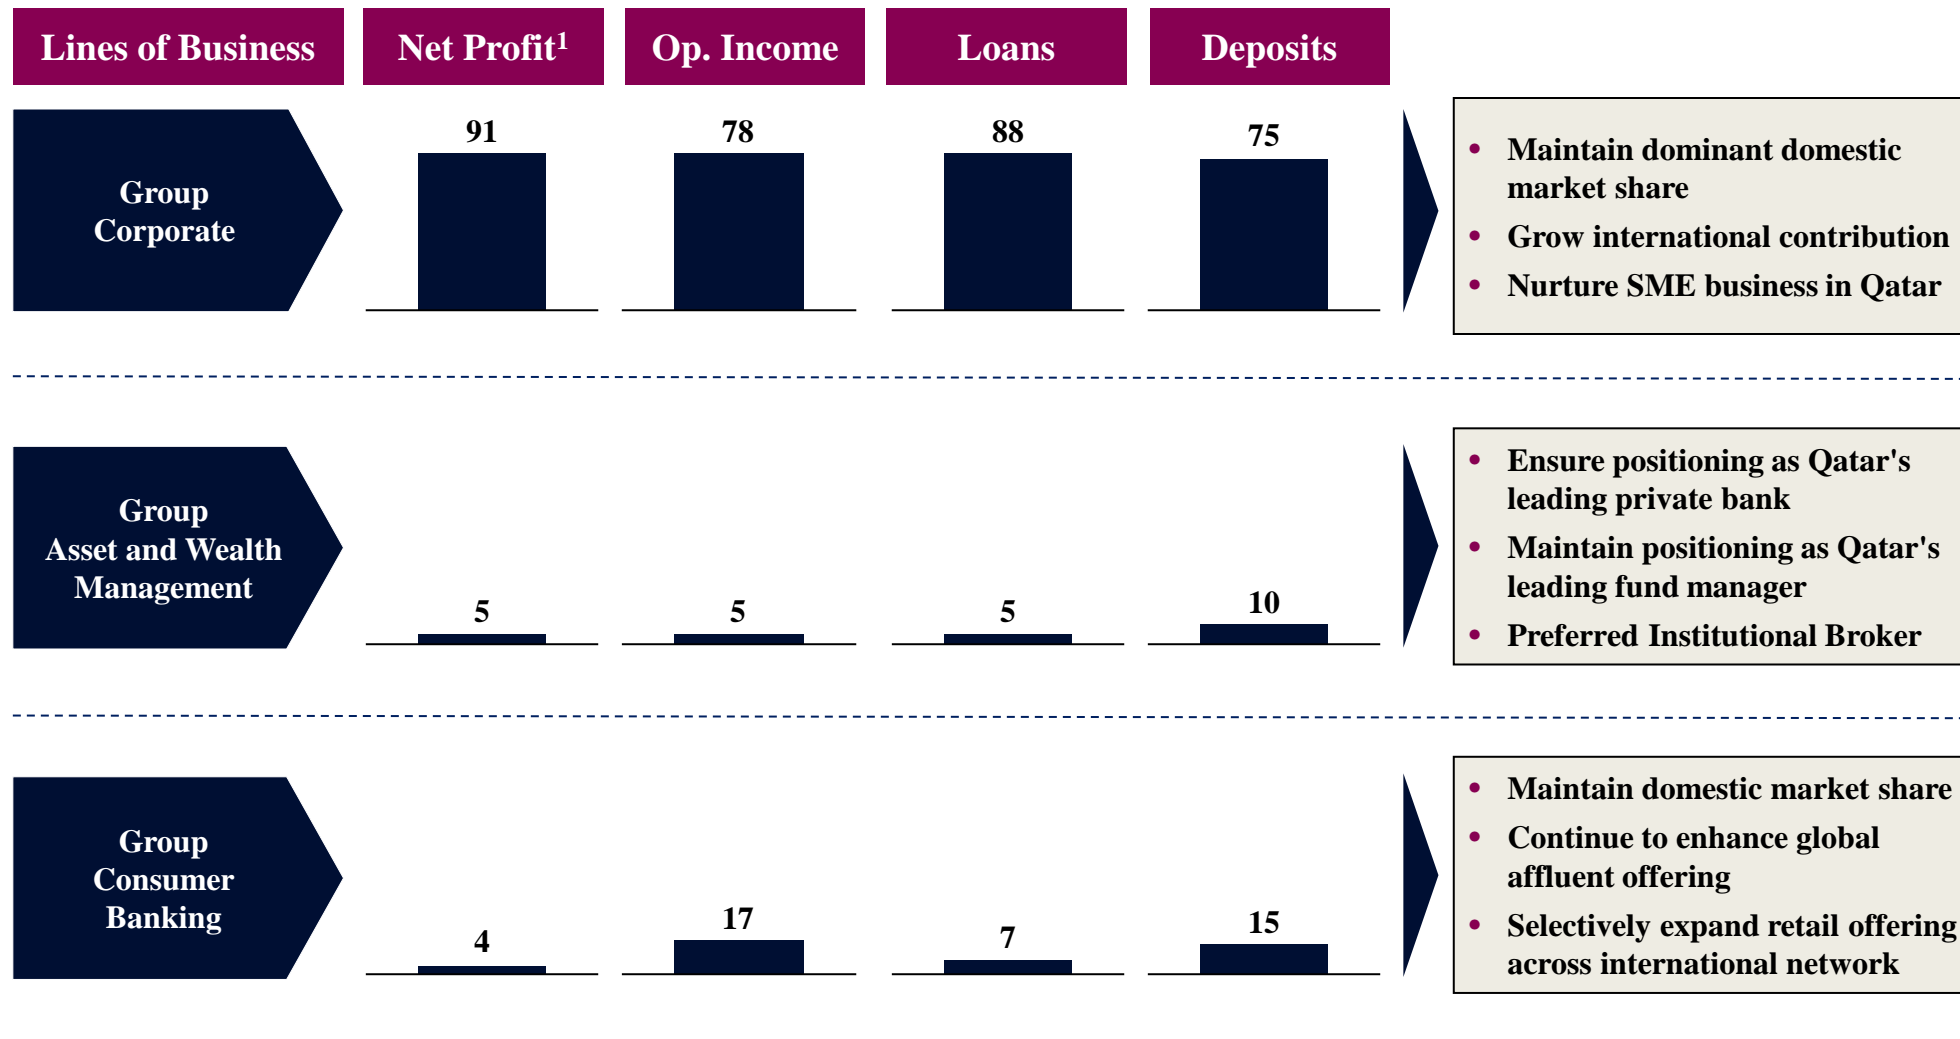 Lines of Business
Net Profit¹
Op. Income
Loans
Deposits
Group
Corporate
91
78
88
75
• Maintain dominant domestic
market share
• Grow international contribution
• Nurture SME business in Qatar
Group
Asset and Wealth
Management
5
5
5
10
• Ensure positioning as Qatar's
leading private bank
• Maintain positioning as Qatar's
leading fund manager
• Preferred Institutional Broker
Group
Consumer
Banking
4
17
7
15
• Maintain domestic market share
• Continue to enhance global
affluent offering
• Selectively expand retail offering
across international network